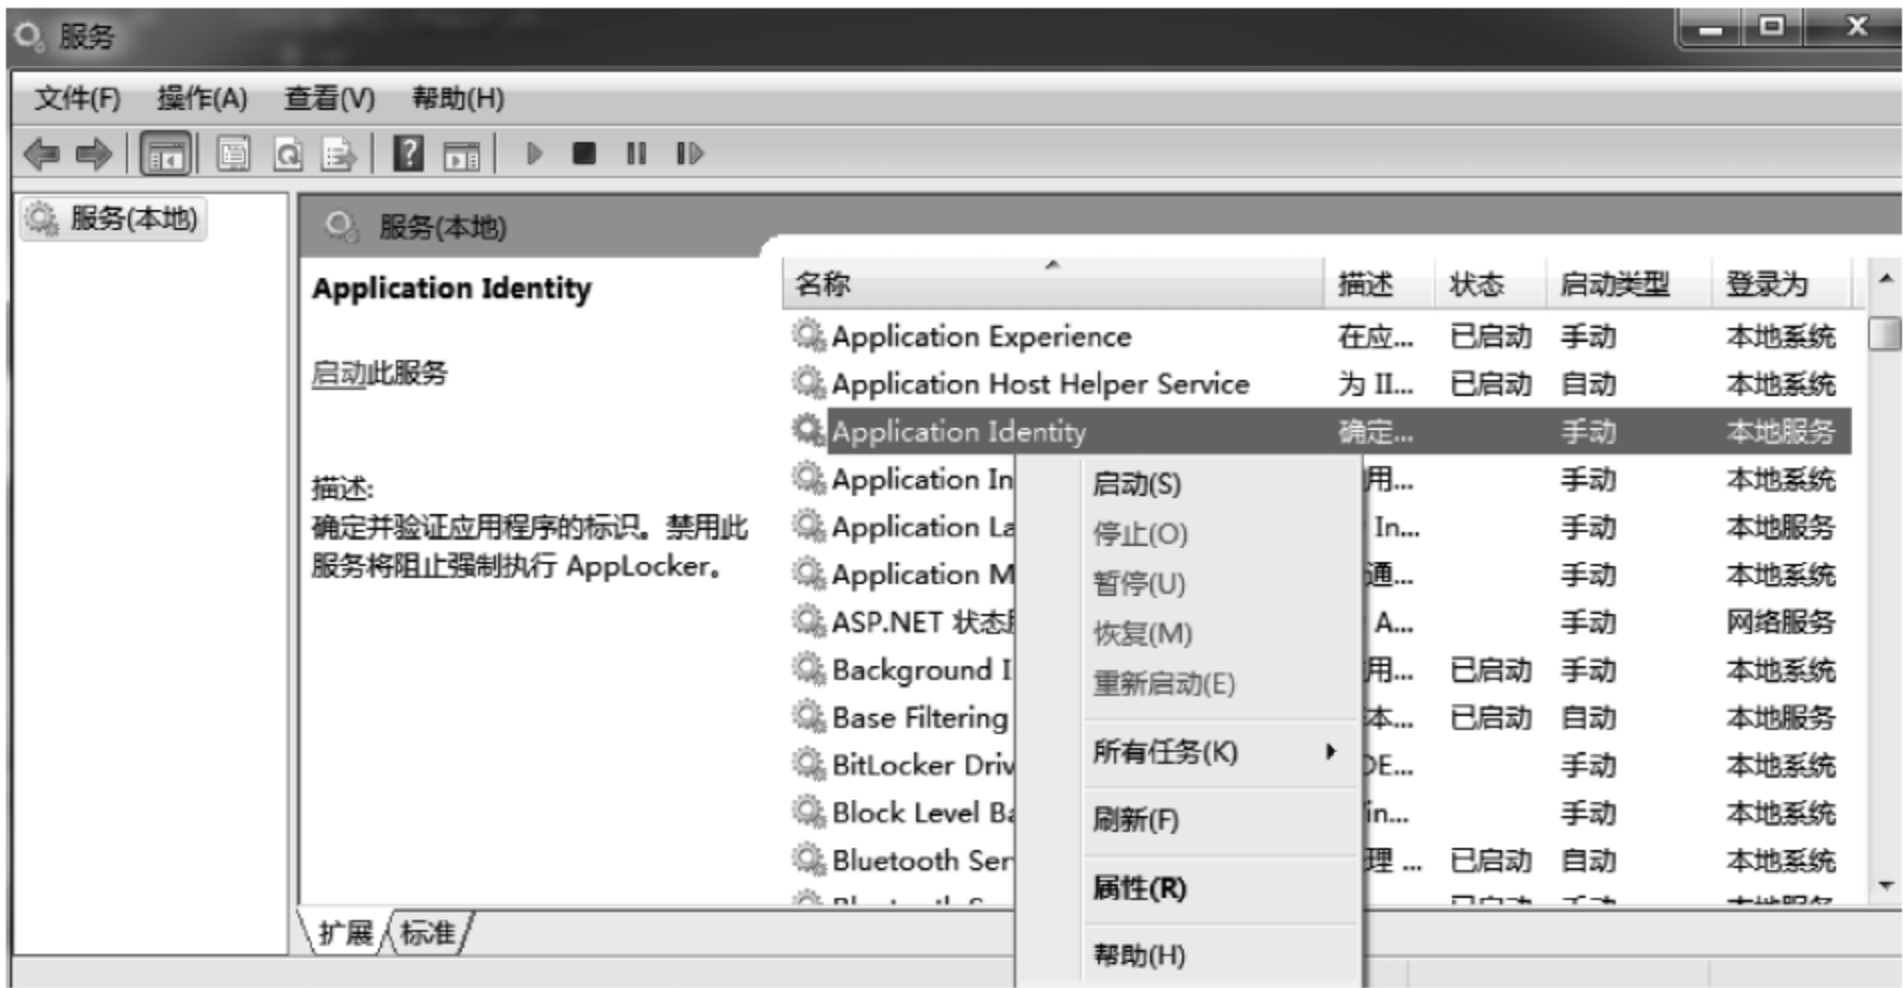 服务
文件(F) 操作(A) 查看(V) 帮助(H)
服务(本地)
服务(本地)
Application Identity
启动此服务
描述:
确定并验证应用程序的标识。禁用此
服务将阻止强制执行 AppLocker。
名称 描述 状态 启动类型 登录为
Application Experience 在应... 已启动 手动 本地系统
Application Host Helper Service 为 II... 已启动 自动 本地系统
Application Identity 确定... 手动 本地服务
Application In 用... 手动 本地系统
Application La In... 手动 本地服务
Application M 通... 手动 本地系统
ASP.NET 状态 A... 手动 网络服务
Background I 用... 已启动 手动 本地系统
Base Filtering 本... 已启动 自动 本地服务
BitLocker Driv DE... 手动 本地系统
Block Level Ba in... 手动 本地系统
Bluetooth Ser 理 ... 已启动 自动 本地系统
启动(S)
停止(O)
暂停(U)
恢复(M)
重新启动(E)
所有任务(K)
刷新(F)
属性(R)
帮助(H)
扩展 标准